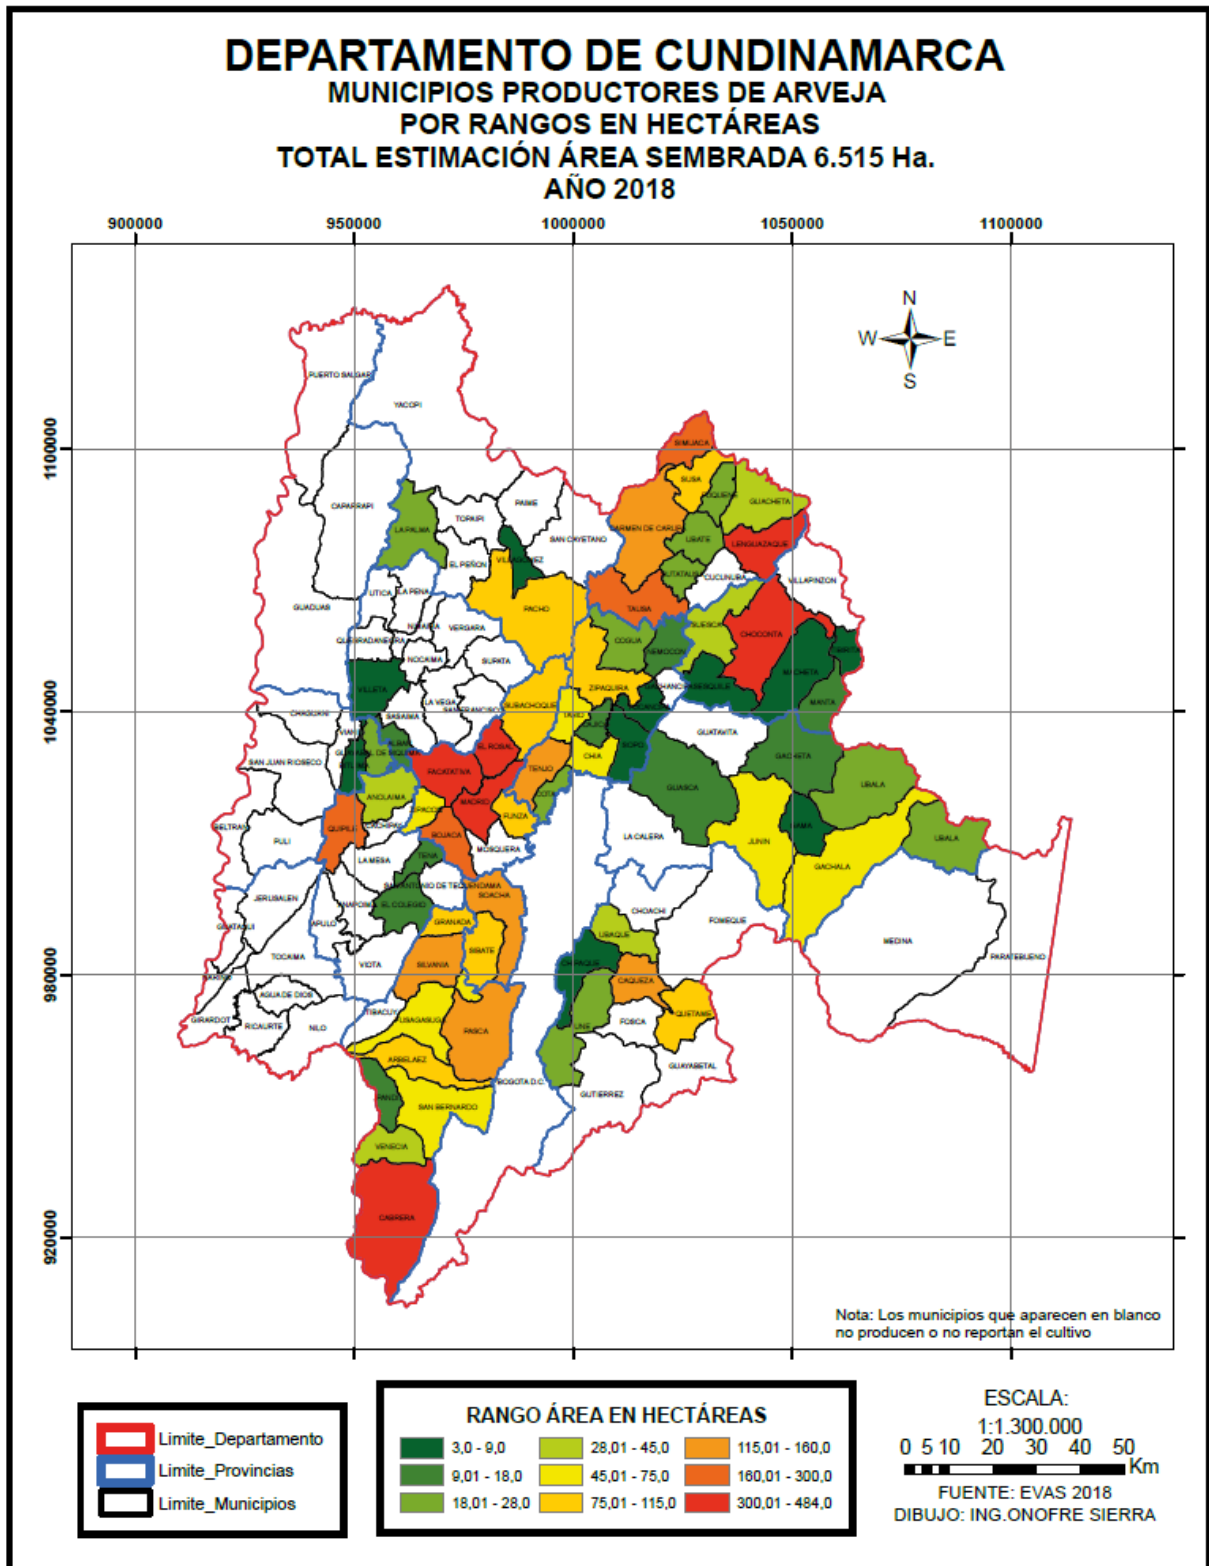 DEPARTAMENTO DE CUNDINAMARCA
MUNICIPIOS PRODUCTORES DE ARVEJA
POR RANGOS EN HECTÁREAS
TOTAL ESTIMACIÓN ÁREA SEMBRADA 6.515 Ha.
AÑO 2018
900000 950000 1000000 1050000 1100000
N
W E
S
1100000
1040000
980000
920000
PUERTO SALGAR
YACOPI
SIMIJACA
CAPARRAPI
PAIME
SUSA
GUACHETA
LA PALMA
TOPAIPI
SAN CAYETANO
CARMEN DE CARUPA
UBATE
LENGUAZAQUE
EL PEÑON
VILLAGOMEZ
CUCUNUBA
VILLAPINZON
GUADUAS
UTICA
LA PENA
PACHO
TAUSA
VERGARA
SUESCA
CHOCONTA
QUEBRADANEGRA
COGUA
NEMOCON
NOCAIMA
SUPATA
MACHETA
VILLETA
ZIPAQUIRA
MANTA
LA VEGA
SAN FRANCISCO
SUBACHOQUE
CHAGUANI
SASAIMA
TABIO
GUATAVITA
SAN JUAN RIOSECO
EL ROSAL
SOPO
CHIA
GACHETA
FACATATIVA
TENJO
GUASCA
UBALA
ANOLAIMA
MADRID
QUIPILE
CACHIPAY
FUNZA
BELTRAN
BOJACA
PULI
LA MESA
TENA
MOSQUERA
LA CALERA
JUNIN
GAMA
UBALA
GACHALA
JERUSALEN
SAN ANTONIO DE TEQUENDAMA
SOACHA
EL COLEGIO
CHOACHI
GUATAQUI
APULO
GRANADA
FOMEQUE
UBAQUE
MEDINA
TOCAIMA
VIOTA
SIBATE
SILVANIA
CHIPAQUE
PARATEBUENO
CAQUEZA
AGUA DE DIOS
GIRARDOT
RICAURTE
NILO
TIBACUY
PASCA
UNE
FOSCA
QUETAME
ARBELAEZ
GUAYABETAL
BOGOTA D.C.
GUTIERREZ
PANDI
SAN BERNARDO
VENECIA
CABRERA
Nota: Los municipios que aparecen en blanco
no producen o no reportan el cultivo
Limite_Departamento
Limite_Provincias
Limite_Municipios
RANGO ÁREA EN HECTÁREAS
3,0 - 9,0 28,01 - 45,0 115,01 - 160,0
9,01 - 18,0 45,01 - 75,0 160,01 - 300,0
18,01 - 28,0 75,01 - 115,0 300,01 - 484,0
ESCALA:
1:1.300.000
0 5 10 20 30 40 50
Km
FUENTE: EVAS 2018
DIBUJO: ING.ONOFRE SIERRA